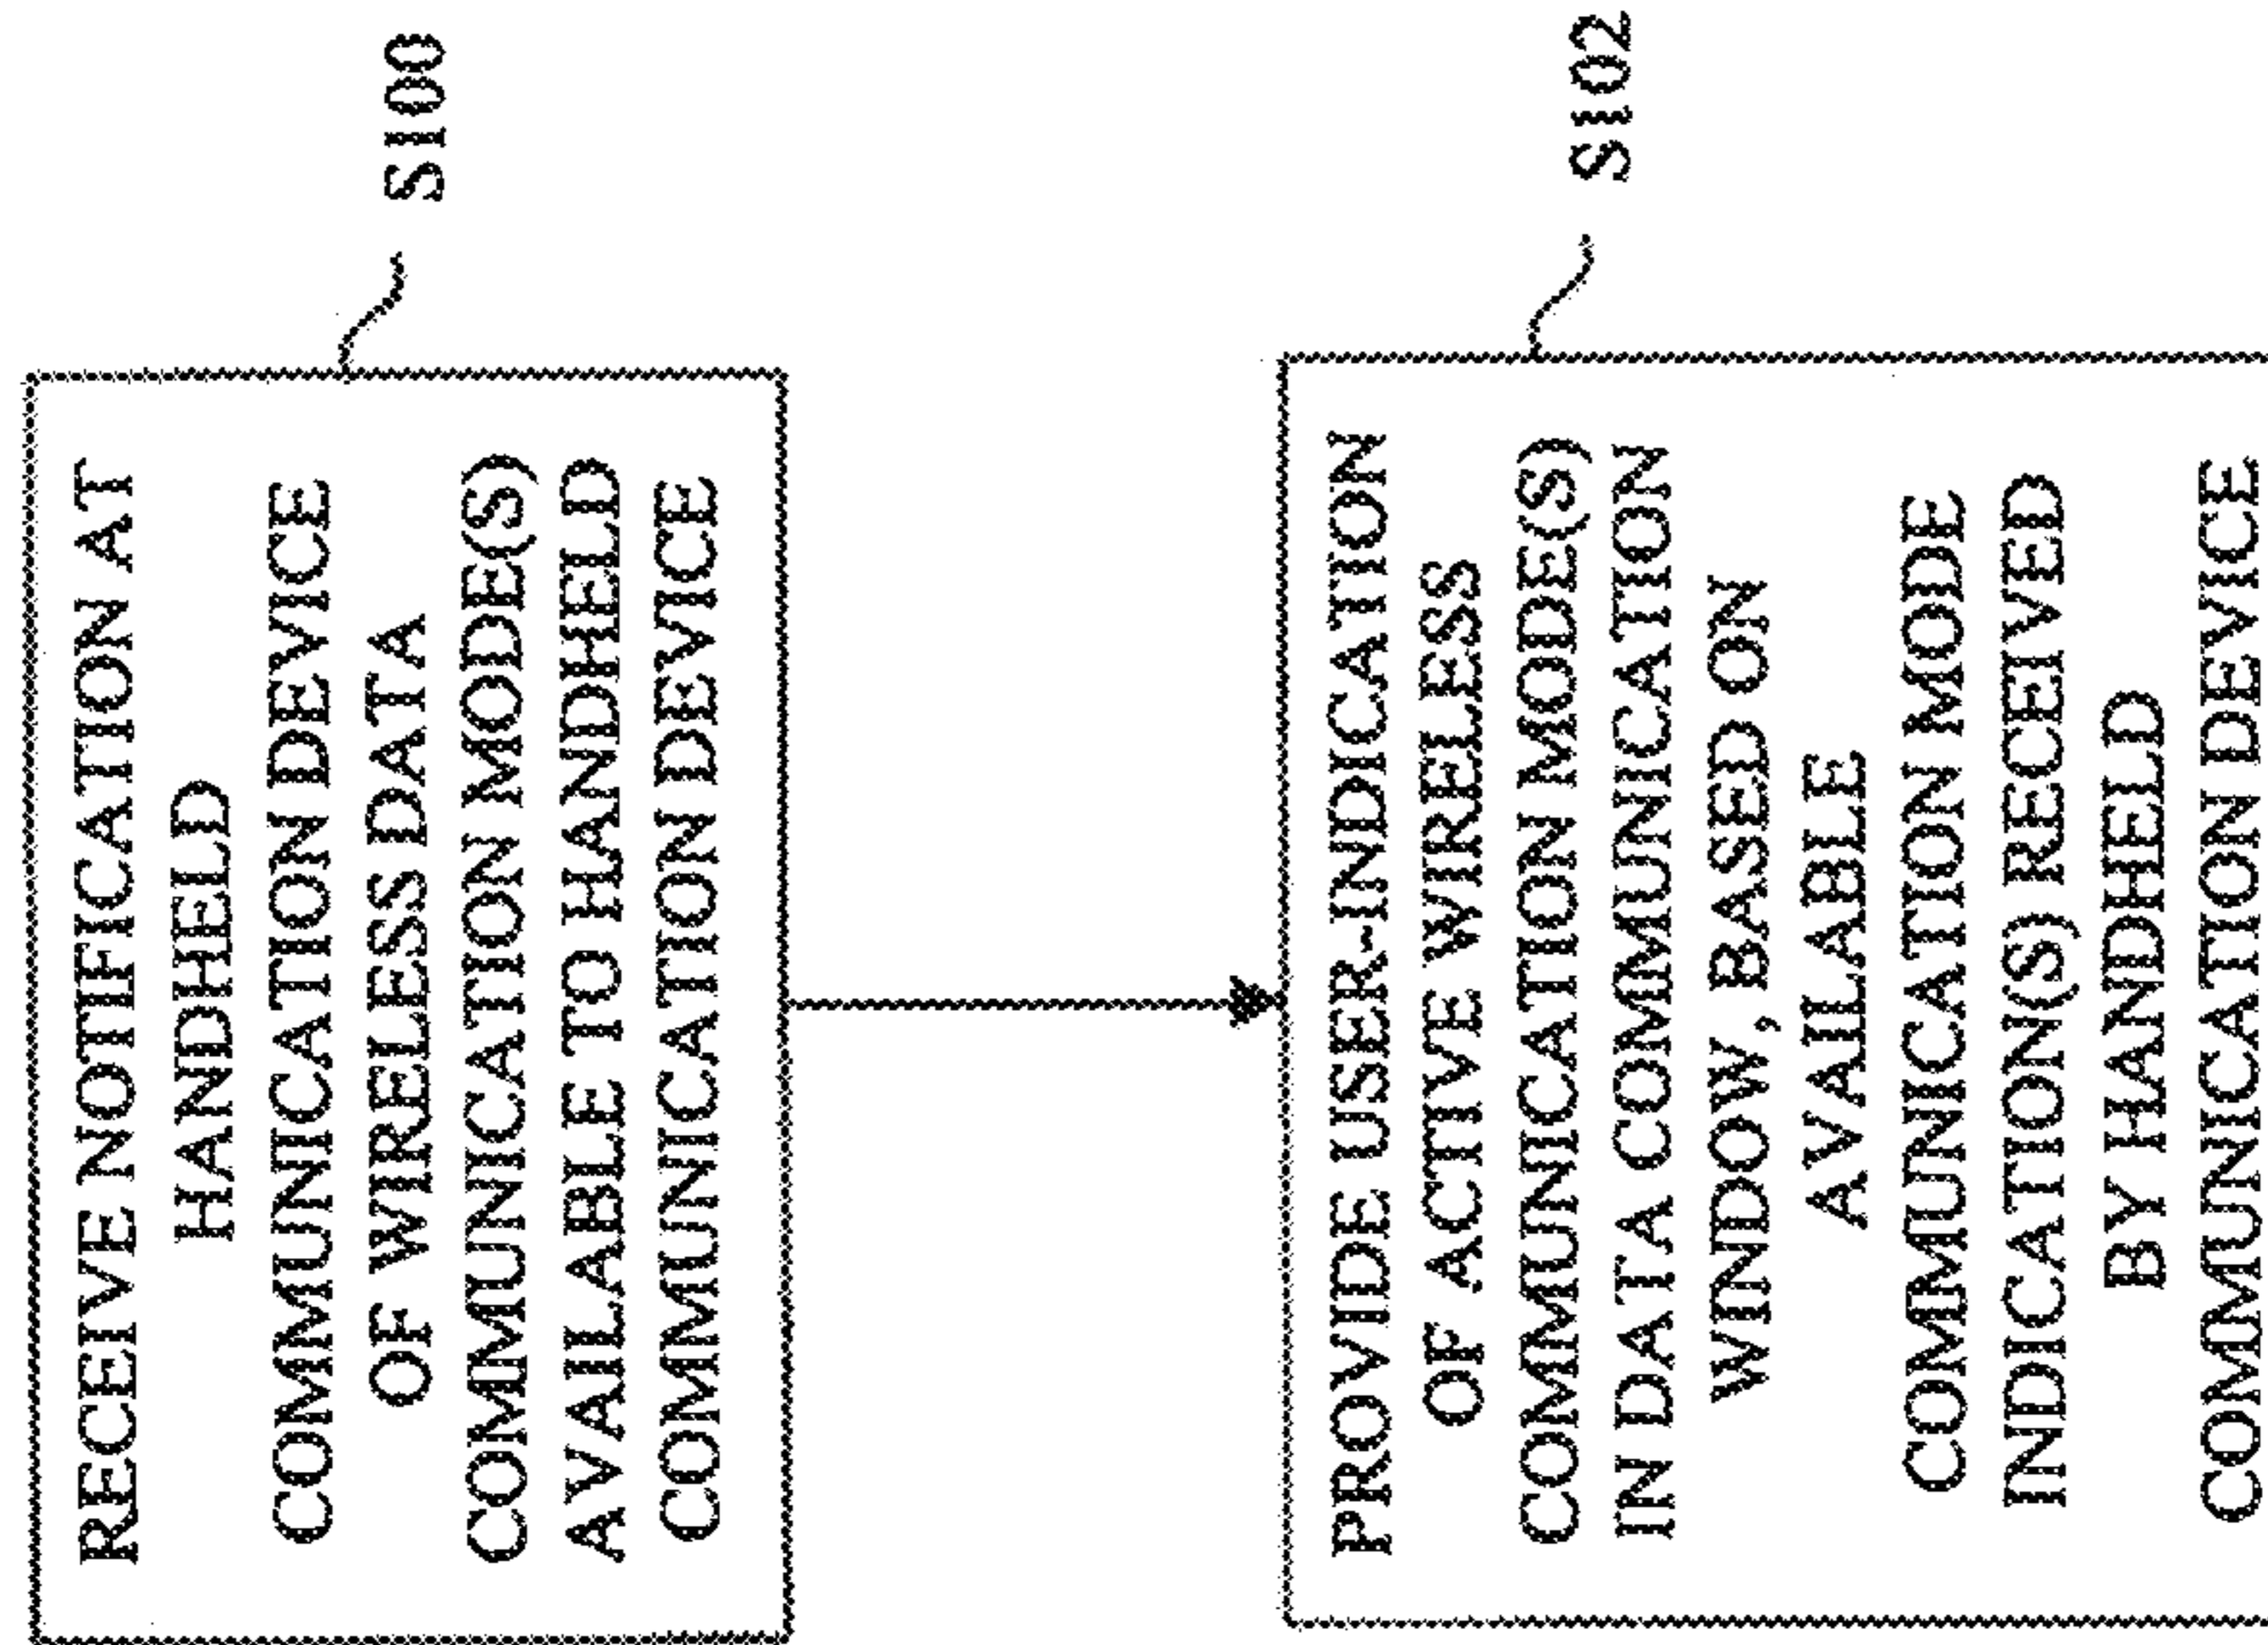 RECEIVE NOTIFICATION AT
HANDHELD
COMMUNICATION DEVICE
OF WIRELESS DATA
COMMUNICATION MODE(S)
AVAILABLE TO HANDHELD
COMMUNICATION DEVICE
S100
PROVIDE USER-INDICATION
OF ACTIVE WIRELESS
COMMUNICATION MODE(S)
IN DATA COMMUNICATION
WINDOW, BASED ON
AVAILABLE
COMMUNICATION MODE
INDICATION(S) RECEIVED
BY HANDHELD
COMMUNICATION DEVICE
S102